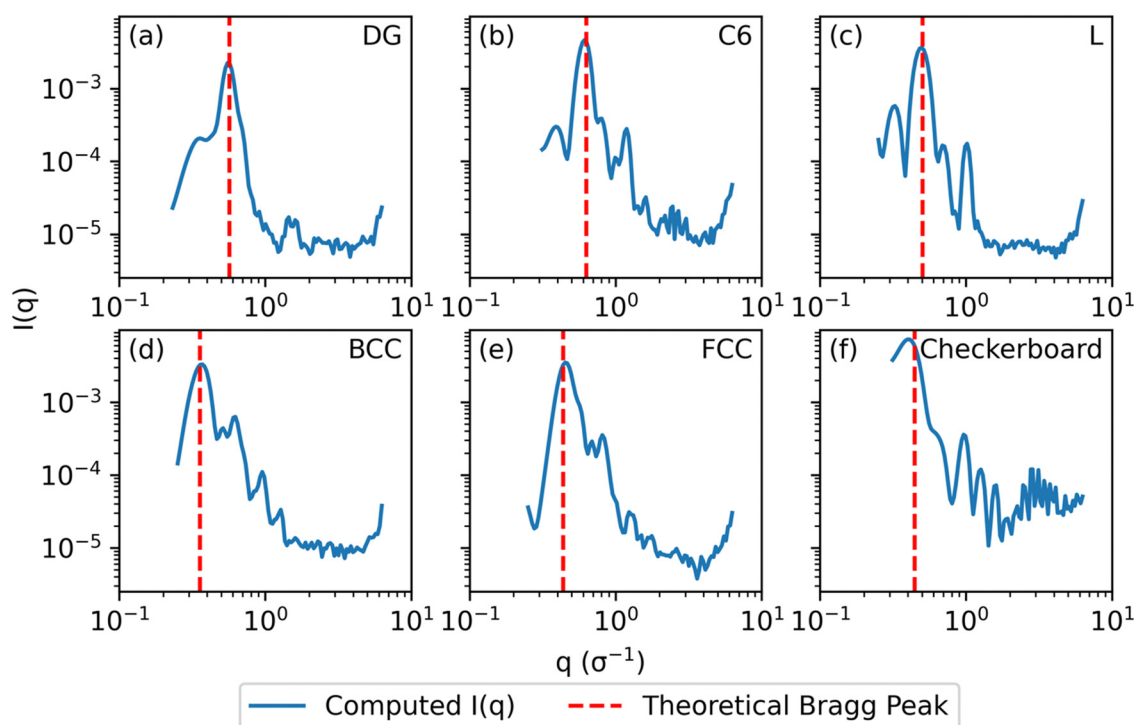 (a) DG
(b) C6
(c) L
10⁻³
10⁻⁴
10⁻⁵
10⁻¹ 10⁰ 10¹
10⁻¹ 10⁰ 10¹
10⁻¹ 10⁰ 10¹
I(q)
(d) BCC
(e) FCC
(f) Checkerboard
10⁻³
10⁻⁴
10⁻⁵
10⁻¹ 10⁰ 10¹
10⁻¹ 10⁰ 10¹
10⁻¹ 10⁰ 10¹
q (σ⁻¹)
Computed I(q) Theoretical Bragg Peak